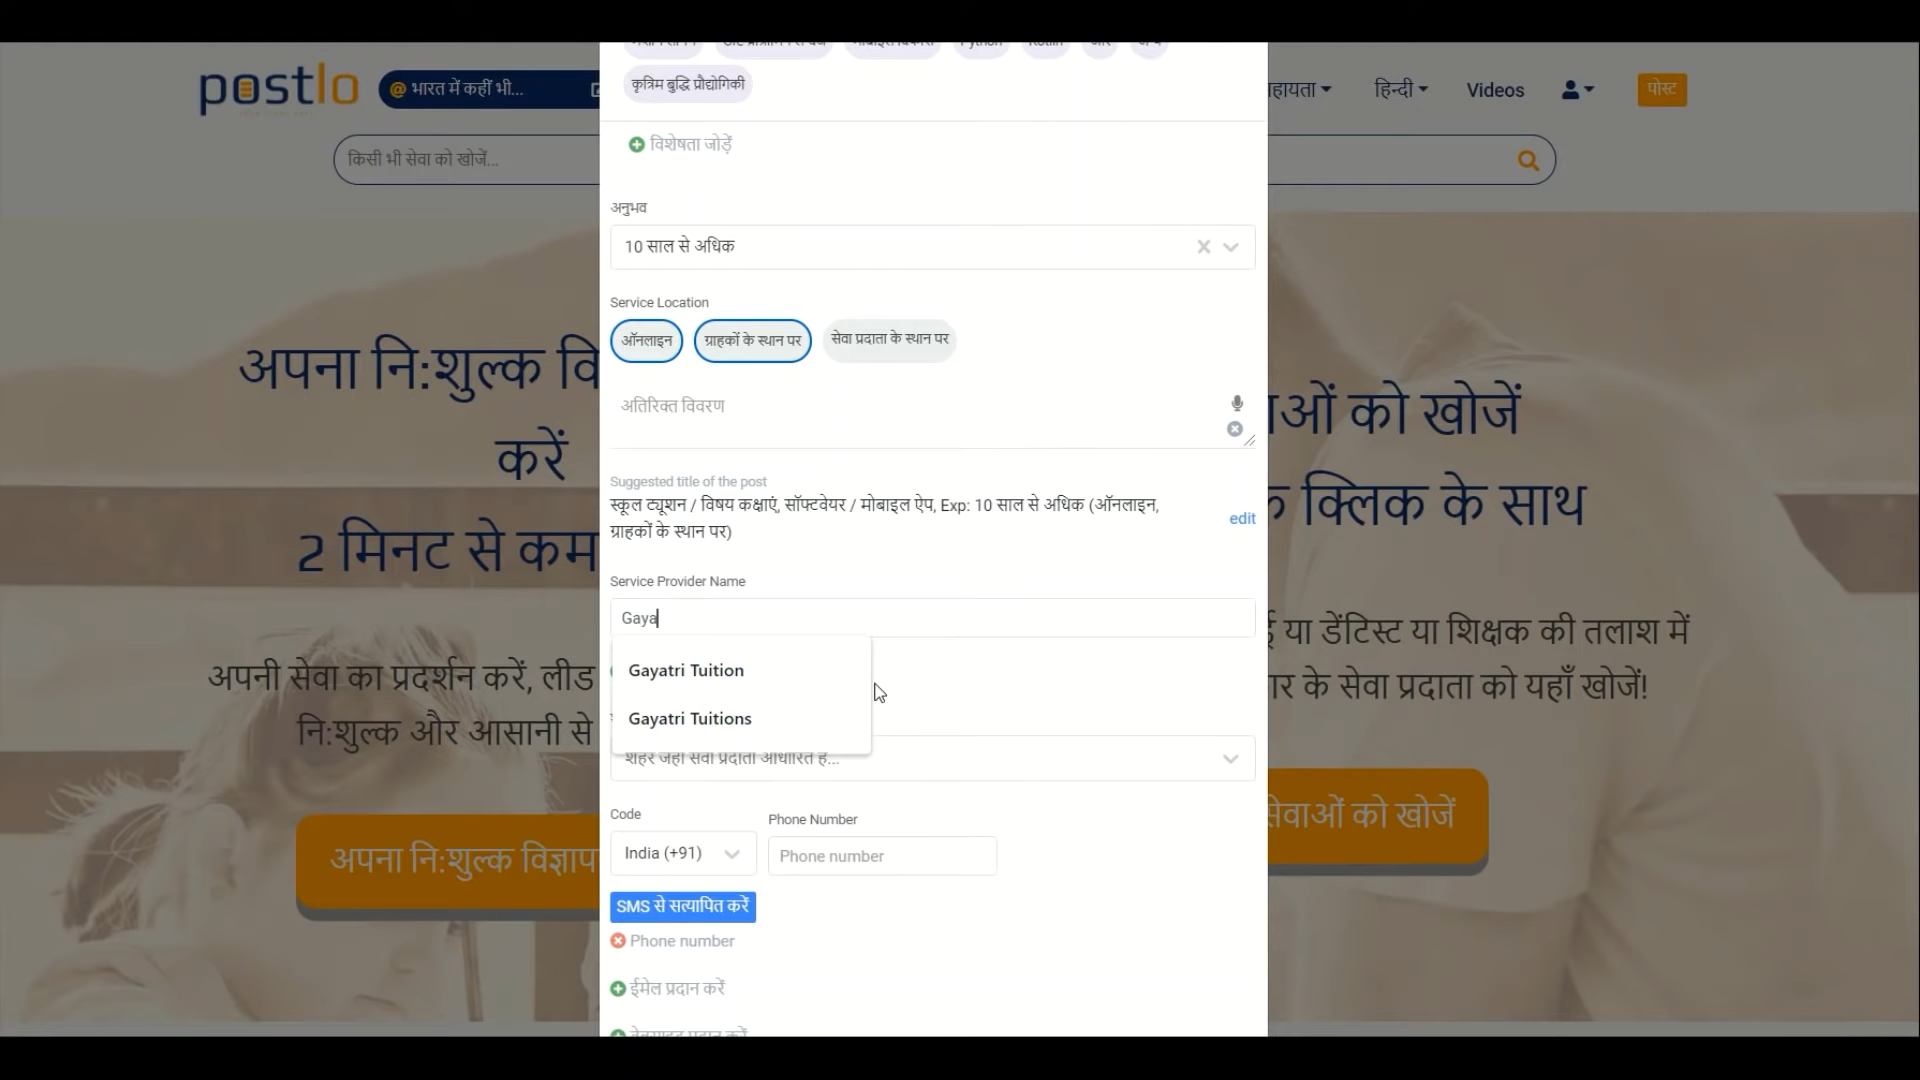 कृत्रिम बुद्धि प्रौद्योगिकी
postlo
@ भारत में कहीं भी...
हिन्दी
Videos
पोस्ट
किसी भी सेवा को खोजें...
विशेषता जोड़ें
अनुभव
10 साल से अधिक
Service Location
ऑनलाइन
ग्राहकों के स्थान पर
सेवा प्रदाता के स्थान पर
अतिरिक्त विवरण
Suggested title of the post
स्कूल ट्यूशन / विषय कक्षाएं, सॉफ्टवेयर / मोबाइल ऐप, Exp: 10 साल से अधिक (ऑनलाइन,
ग्राहकों के स्थान पर)
edit
Service Provider Name
Gaya
Gayatri Tuition
Gayatri Tuitions
शहर जहां सेवा प्रदाता आधारित है...
Code
Phone Number
India (+91)
Phone number
SMS से सत्यापित करें
Phone number
ईमेल प्रदान करें
अपना नि:शुल्क वि
करें
2 मिनट से कम
अपनी सेवा का प्रदर्शन करें, लीड
नि:शुल्क और आसानी से
अपना नि:शुल्क विज्ञाप
ओं को खोजें
क्लिक के साथ
या डेंटिस्ट या शिक्षक की तलाश में
के सेवा प्रदाता को यहाँ खोजें!
सेवाओं को खोजें